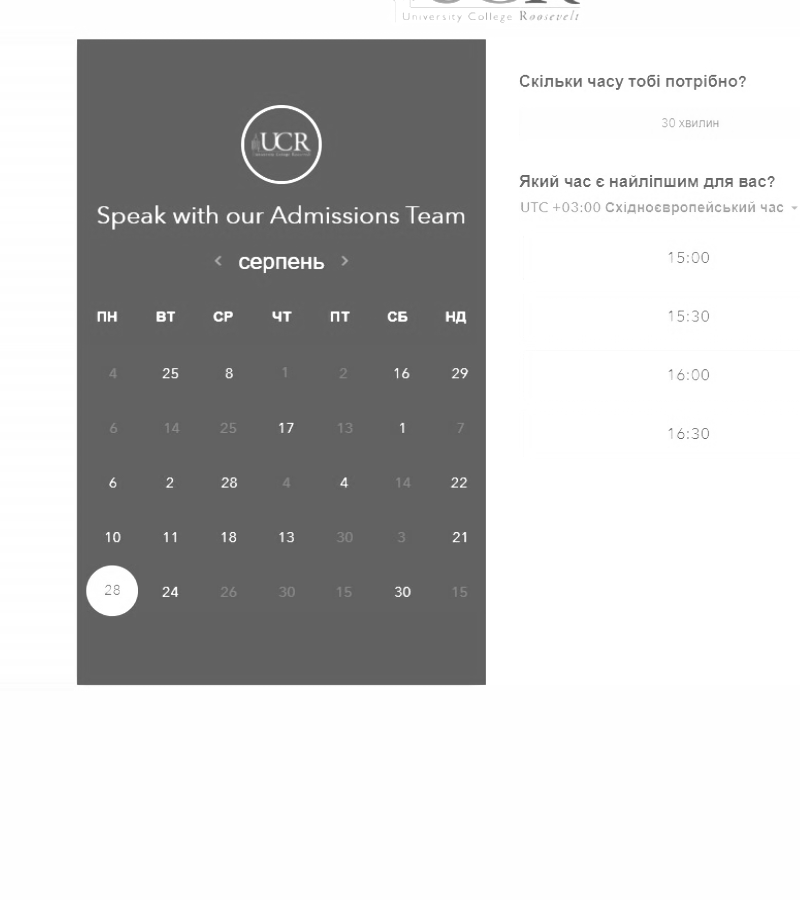 University College Roosevelt
UCR
Speak with our Admissions Team
< серпень >
ПН ВТ СР ЧТ ПТ СБ НД
4 25 8 1 2 16 29
6 14 25 17 13 1 7
6 2 28 4 4 14 22
10 11 18 13 30 3 21
28 24 26 30 15 30 15
Скільки часу тобі потрібно?
30 хвилин
Який час є найліпшим для вас?
UTC +03:00 Східноєвропейський час
15:00
15:30
16:00
16:30